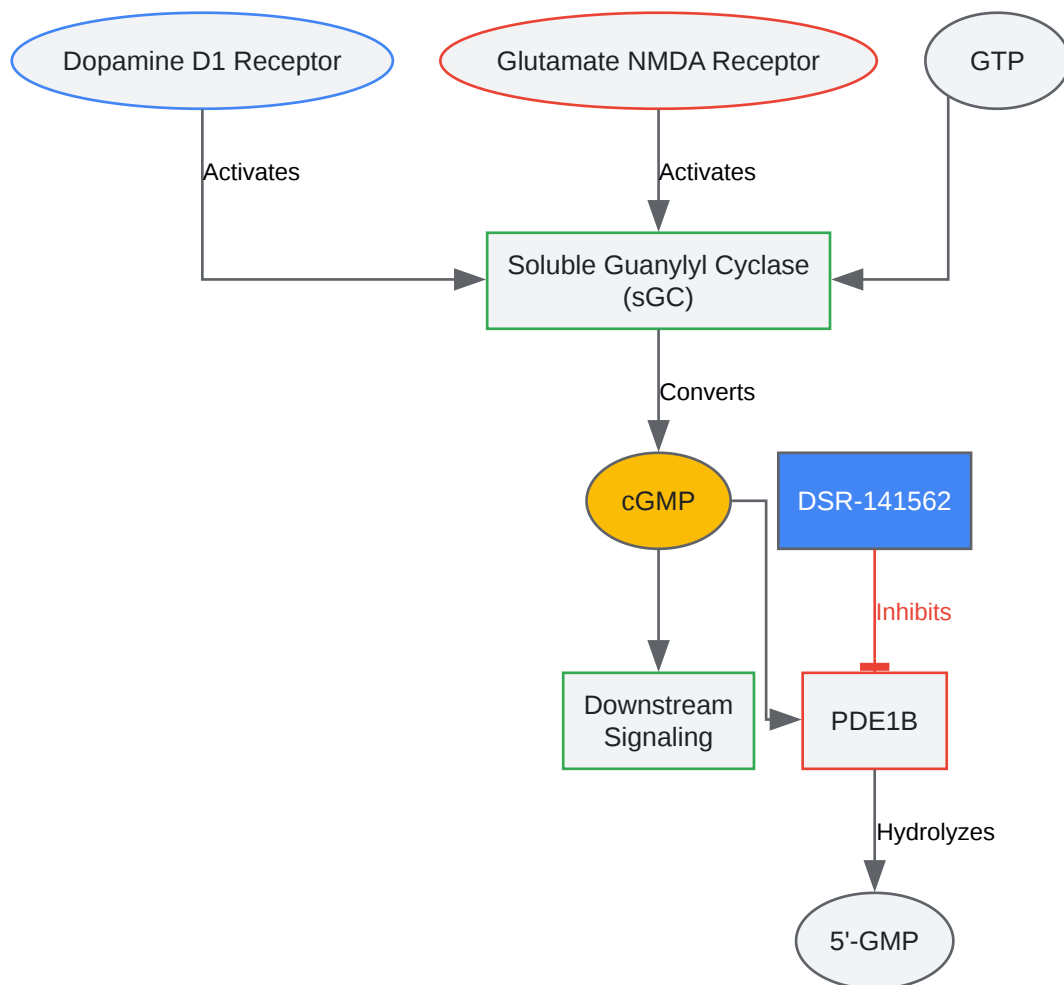 Dopamine D1 Receptor
Glutamate NMDA Receptor
GTP
Activates
Activates
Soluble Guanylyl Cyclase
(sGC)
Converts
cGMP
DSR-141562
Inhibits
Downstream
Signaling
PDE1B
Hydrolyzes
5'-GMP